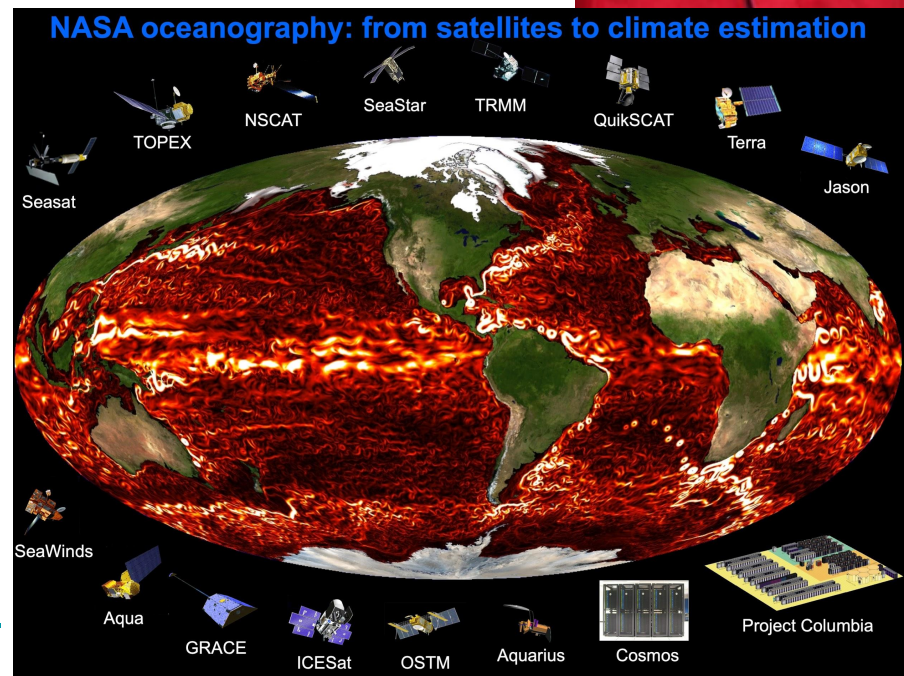 NASA oceanography: from satellites to climate estimation
SeaStar
TRMM
NSCAT
QuikSCAT
TOPEX
Terra
Jason
Seasat
SeaWinds
Aqua
GRACE
ICESat
OSTM
Aquarius
Cosmos
Project Columbia